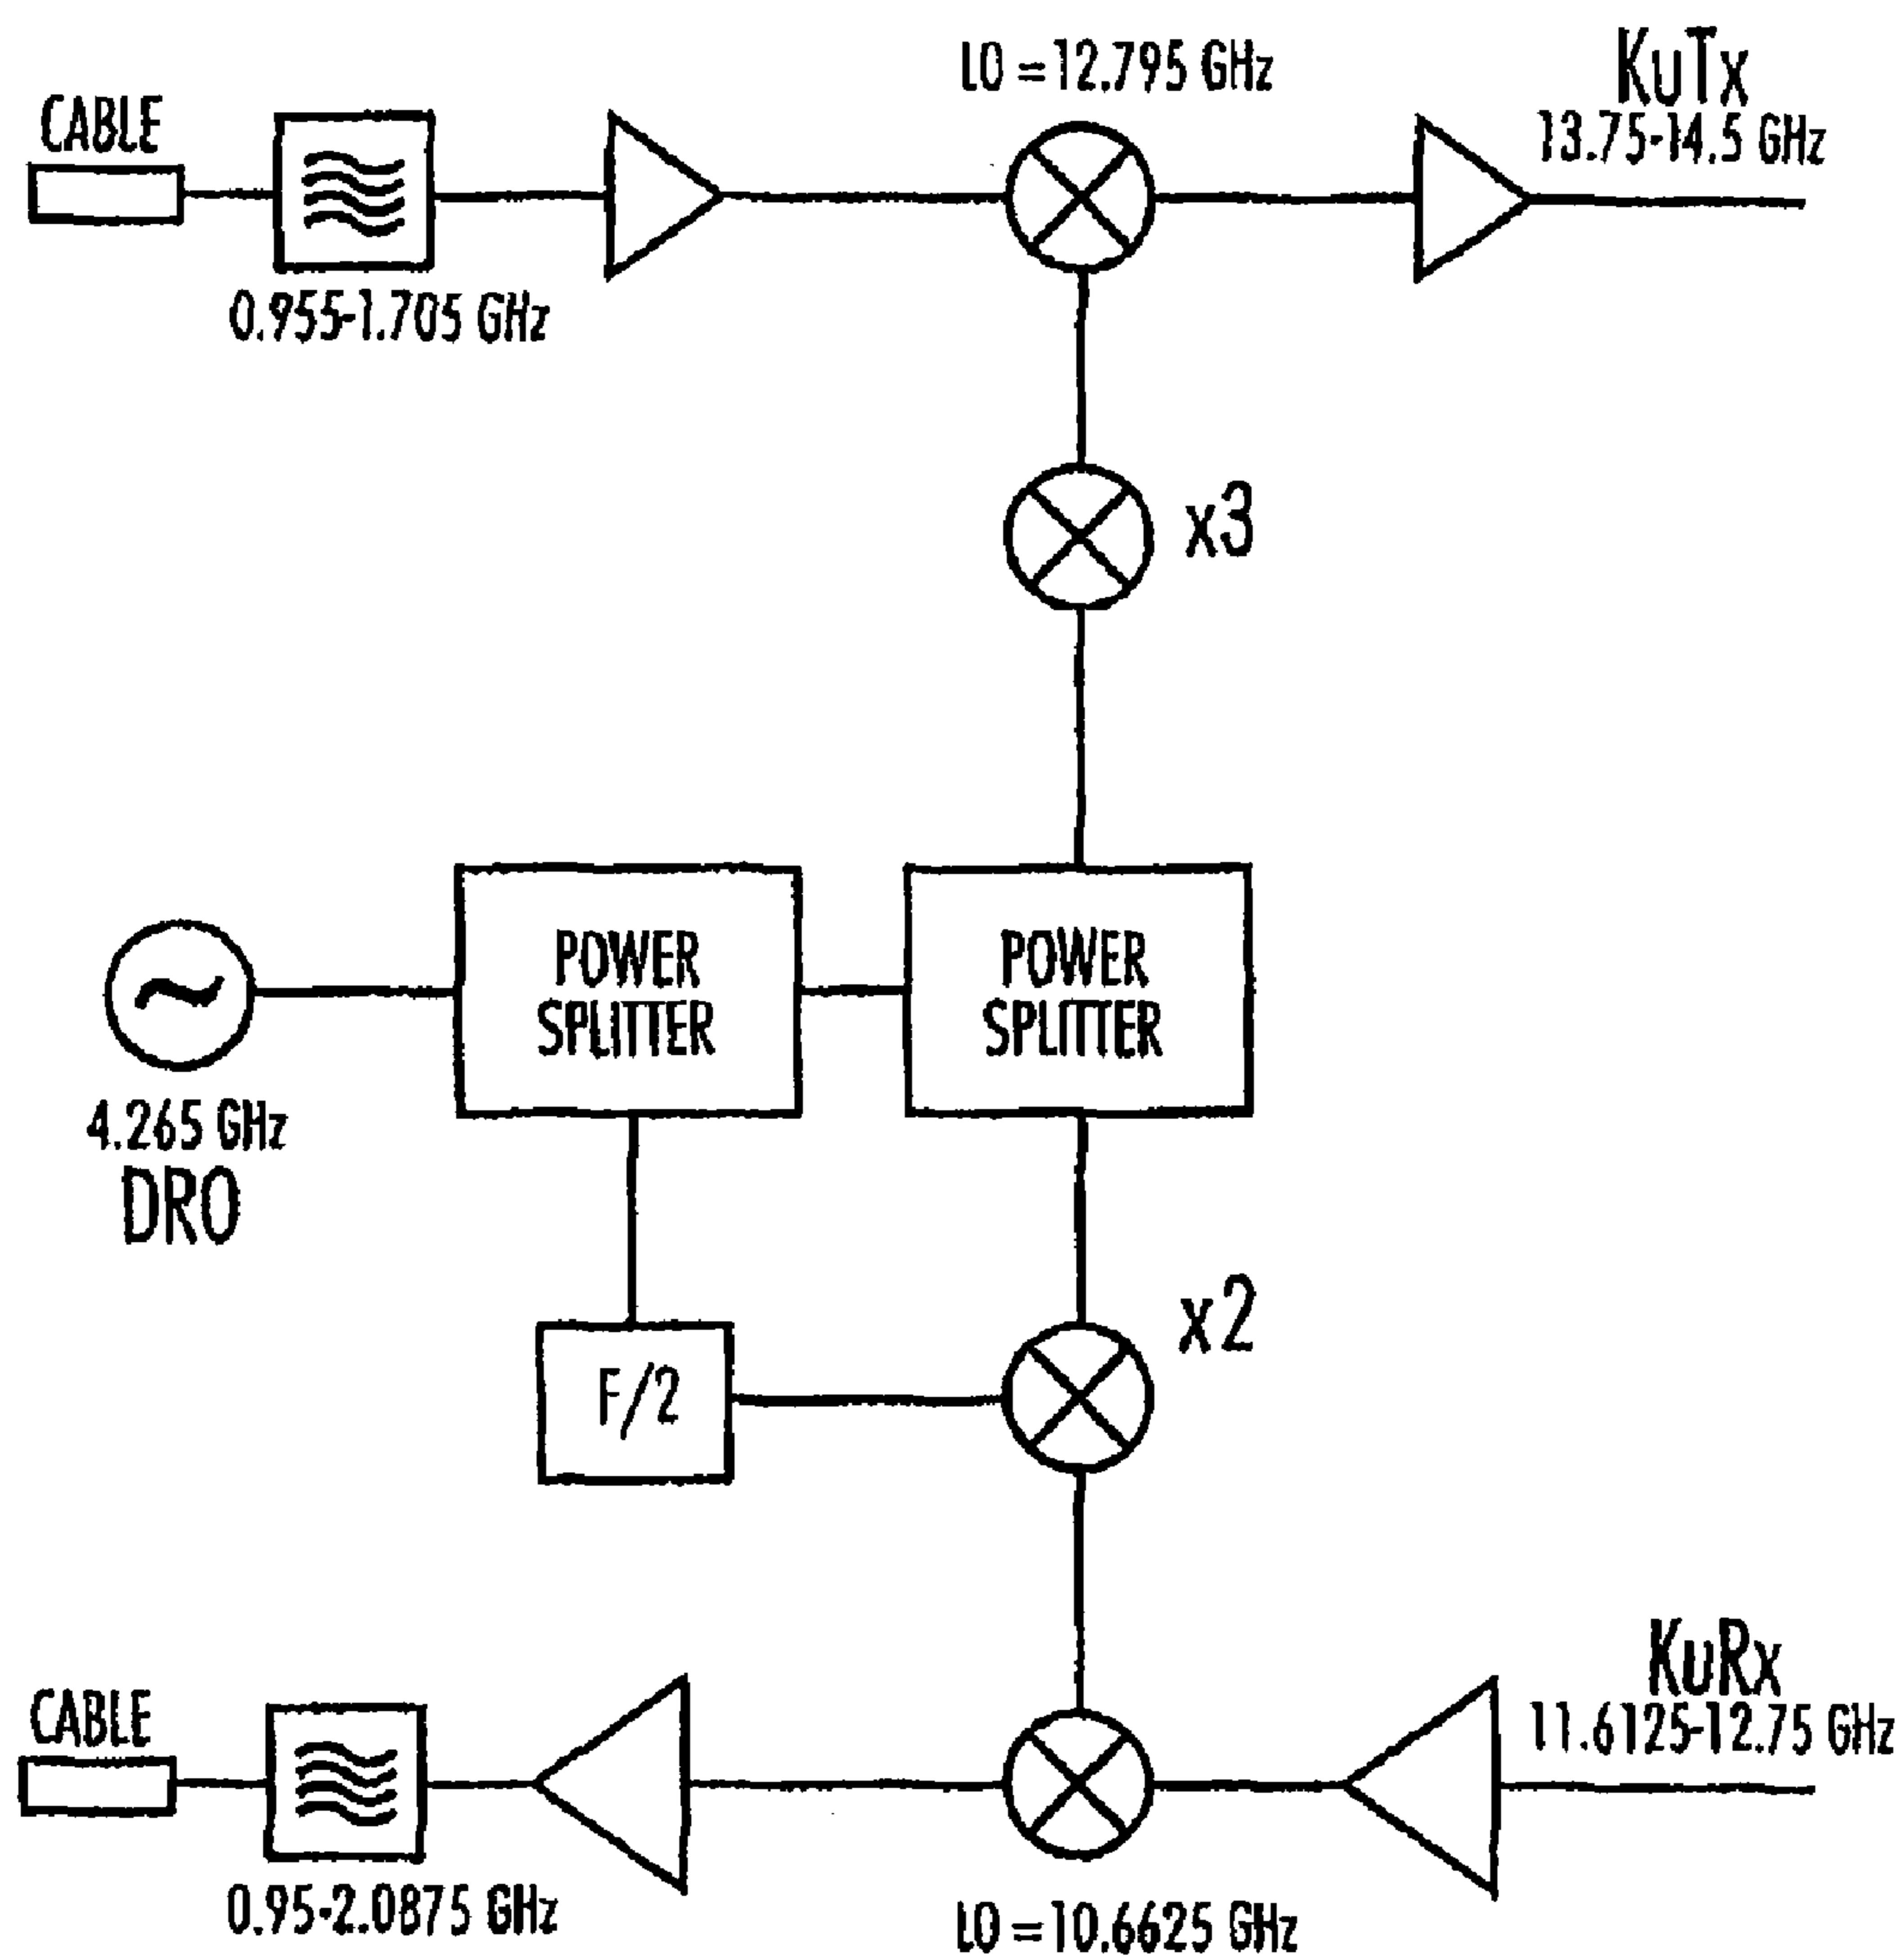 LO = 12.795 GHz
KuTx
13.75-14.5 GHz
CABLE
0.955-1.705 GHz
x3
POWER
SPLITTER
POWER
SPLITTER
4.265 GHz
DRO
x2
F/2
KuRx
11.6125-12.75 GHz
CABLE
0.95-2.0875 GHz
LO = 10.6625 GHz